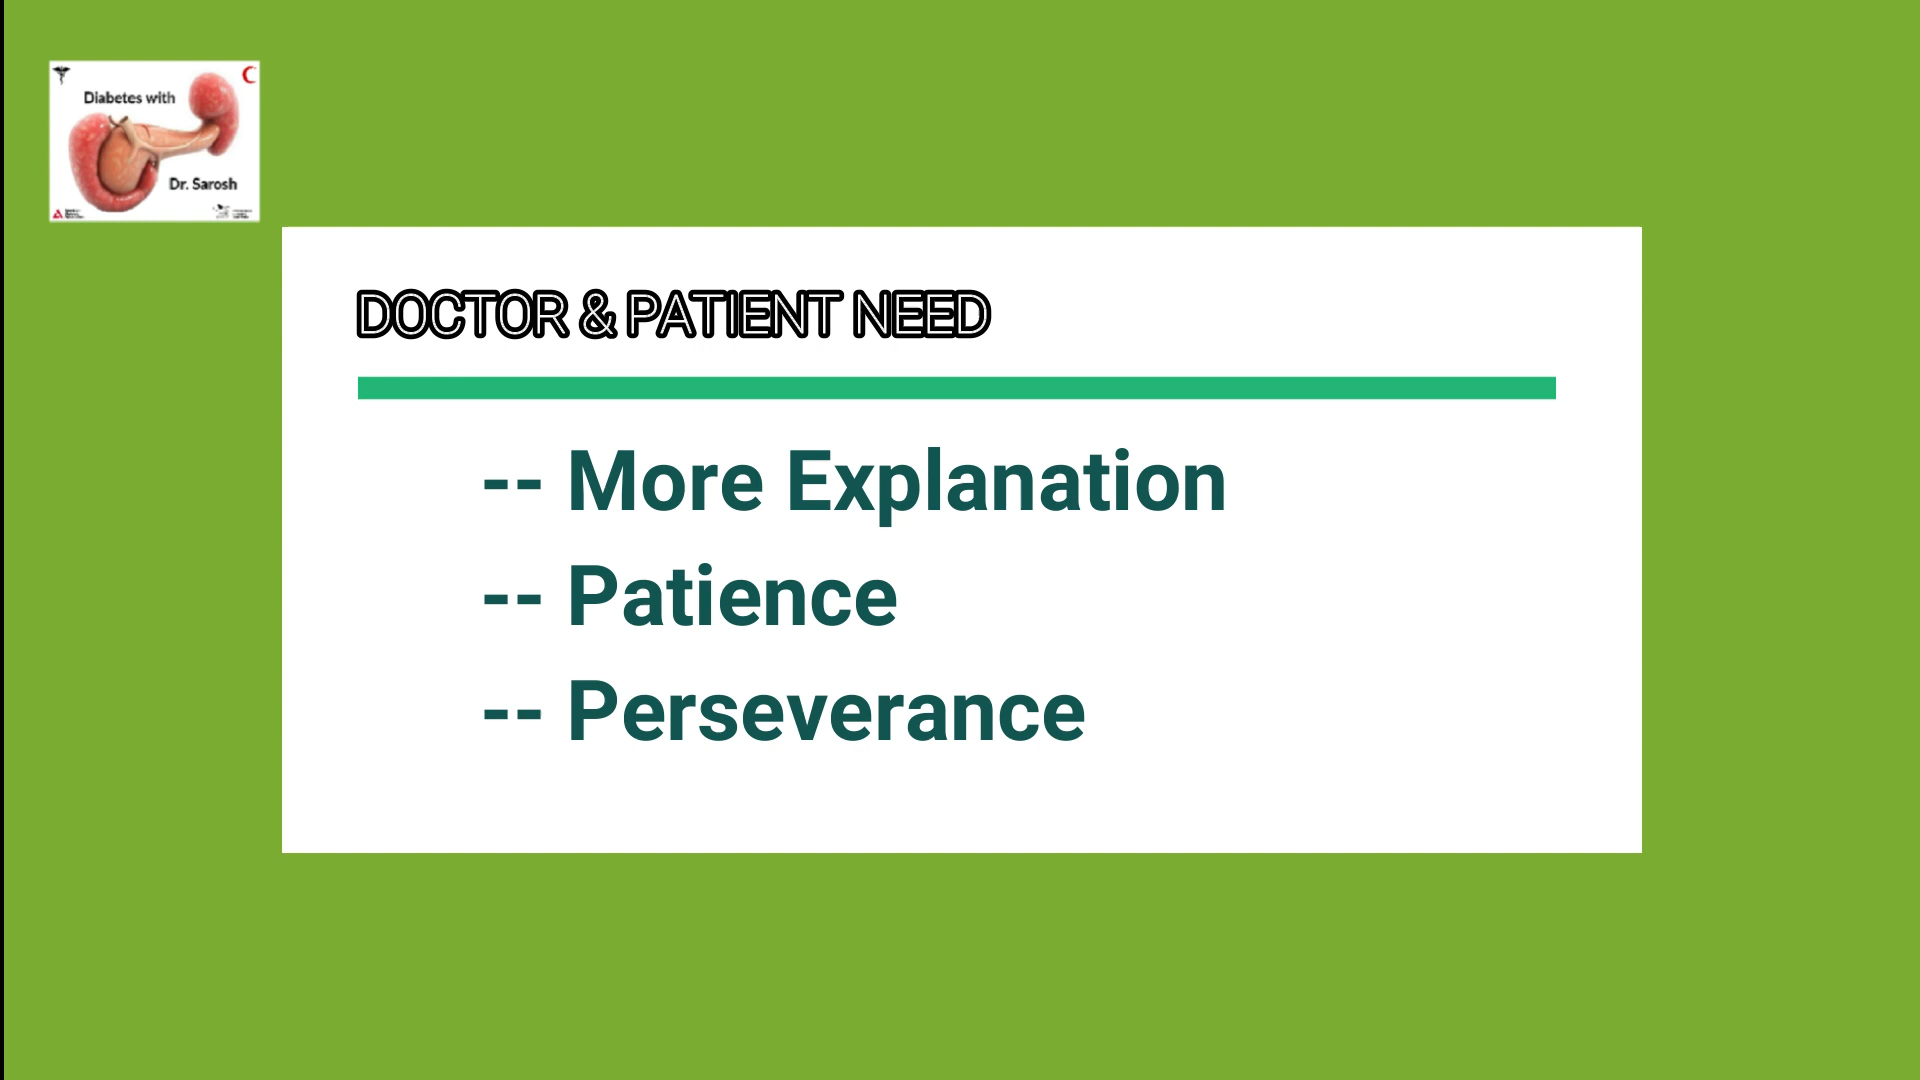 Diabetes with
Dr. Sarosh
DOCTOR & PATIENT NEED
-- More Explanation
-- Patience
-- Perseverance